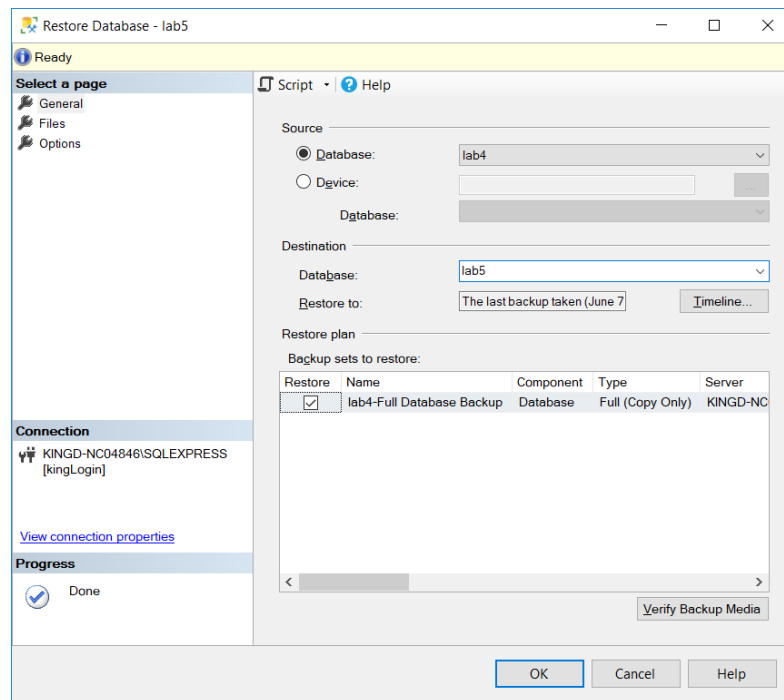 Restore Database - lab5
Ready
Select a page
General
Files
Options
Script
Help
Source
Database:
lab4
Device:
...
Database:
Destination
Database:
lab5
Restore to:
The last backup taken (June 7
Timeline...
Restore plan
Backup sets to restore:
Restore Name Component Type Server
lab4-Full Database Backup Database Full (Copy Only) KINGD-NC
Connection
KINGD-NC04846\SQLEXPRESS
[kingLogin]
View connection properties
Progress
Done
Verify Backup Media
OK Cancel Help